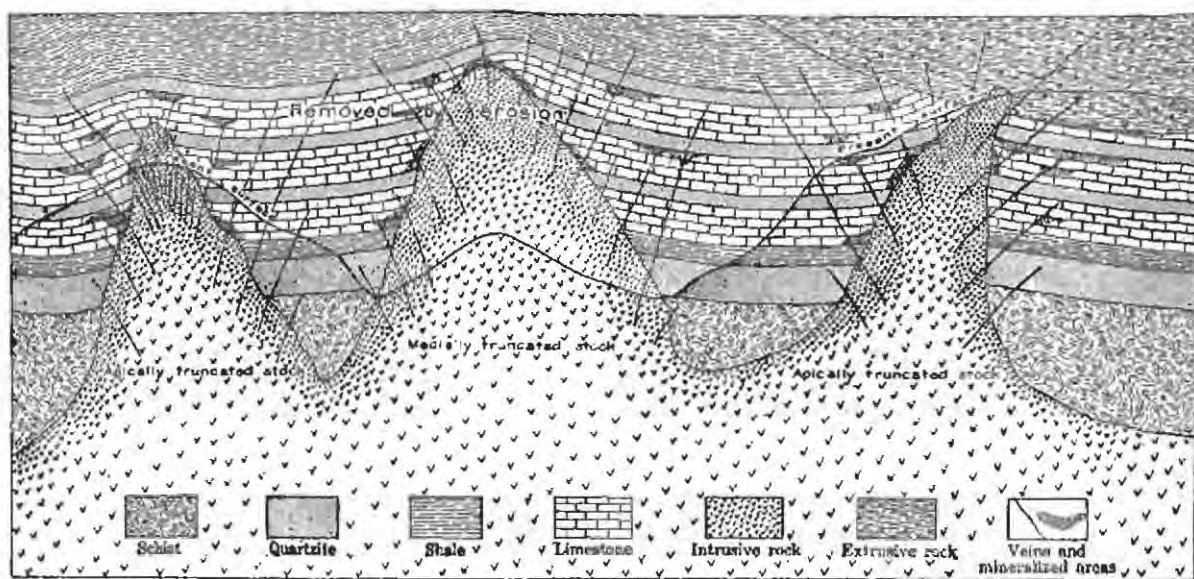 Removed by erosion
Present
Medially truncated stock
Apically truncated stock
Apically truncated stock
Schist
Quartzite
Shale
Limestone
Intrusive rock
Extrusive rock
Veins and
mineralized areas